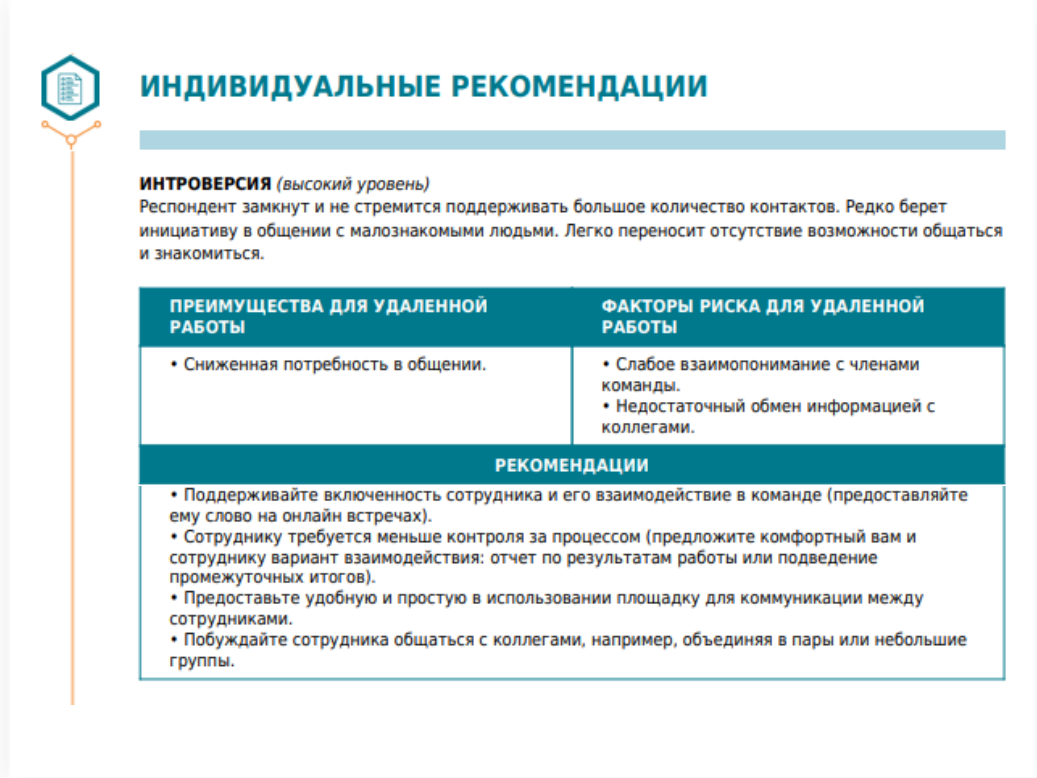 ИНДИВИДУАЛЬНЫЕ РЕКОМЕНДАЦИИ
ИНТРОВЕРСИЯ (высокий уровень)
Респондент замкнут и не стремится поддерживать большое количество контактов. Редко берет
инициативу в общении с малознакомыми людьми. Легко переносит отсутствие возможности общаться
и знакомиться.
ПРЕИМУЩЕСТВА ДЛЯ УДАЛЕННОЙ
РАБОТЫ
ФАКТОРЫ РИСКА ДЛЯ УДАЛЕННОЙ
РАБОТЫ
• Сниженная потребность в общении.
• Слабое взаимопонимание с членами
команды.
• Недостаточный обмен информацией с
коллегами.
РЕКОМЕНДАЦИИ
• Поддерживайте включенность сотрудника и его взаимодействие в команде (предоставляйте
ему слово на онлайн встречах).
• Сотруднику требуется меньше контроля за процессом (предложите комфортный вам и
сотруднику вариант взаимодействия: отчет по результатам работы или подведение
промежуточных итогов).
• Предоставьте удобную и простую в использовании площадку для коммуникации между
сотрудниками.
• Побуждайте сотрудника общаться с коллегами, например, объединяя в пары или небольшие
группы.